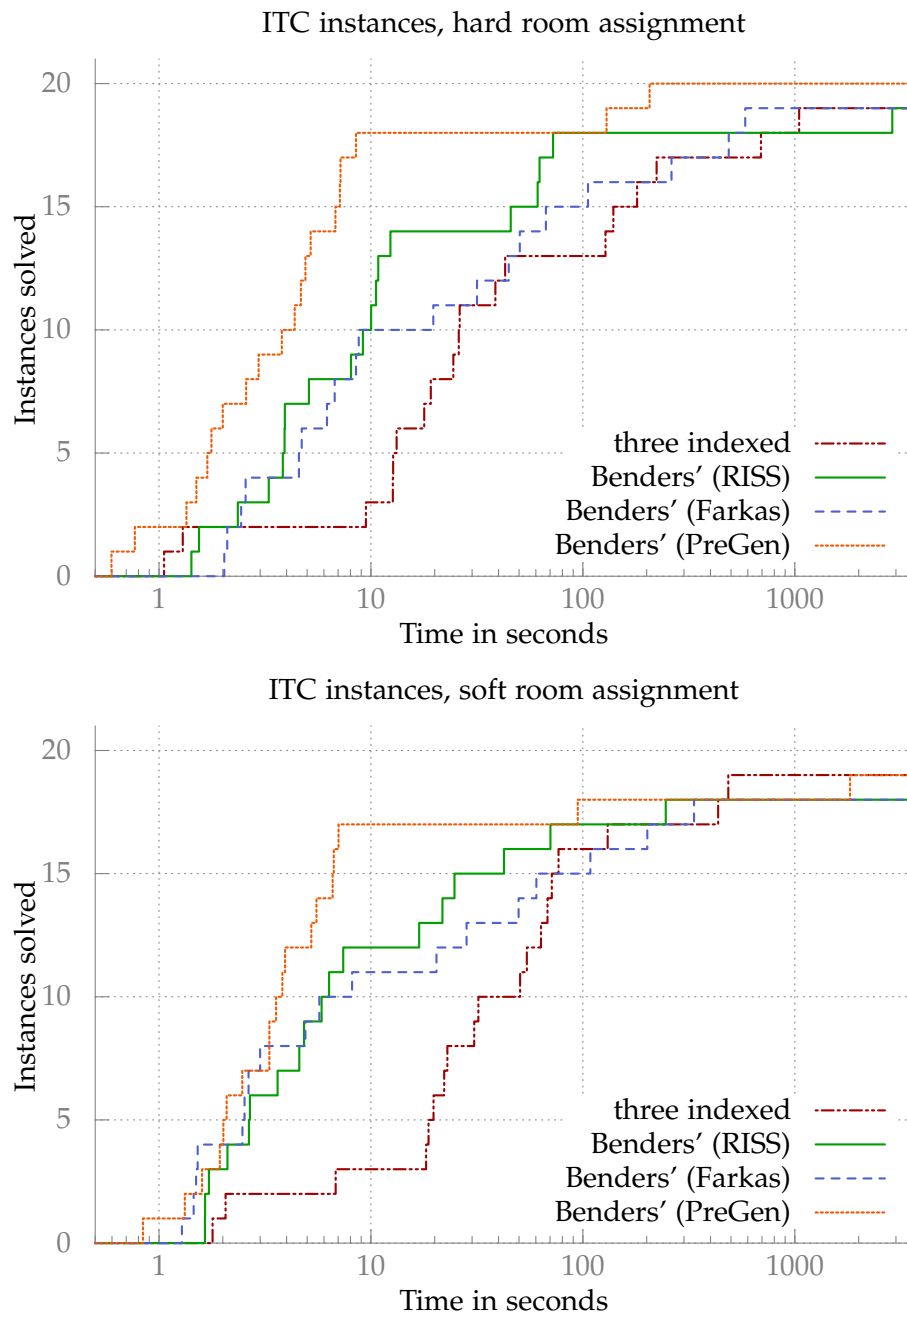 ITC instances, hard room assignment
20
15
10
5
0
Instances solved
three indexed
Benders’ (RISS)
Benders’ (Farkas)
Benders’ (PreGen)
1 10 100 1000
Time in seconds
ITC instances, soft room assignment
20
15
10
5
0
Instances solved
three indexed
Benders’ (RISS)
Benders’ (Farkas)
Benders’ (PreGen)
1 10 100 1000
Time in seconds